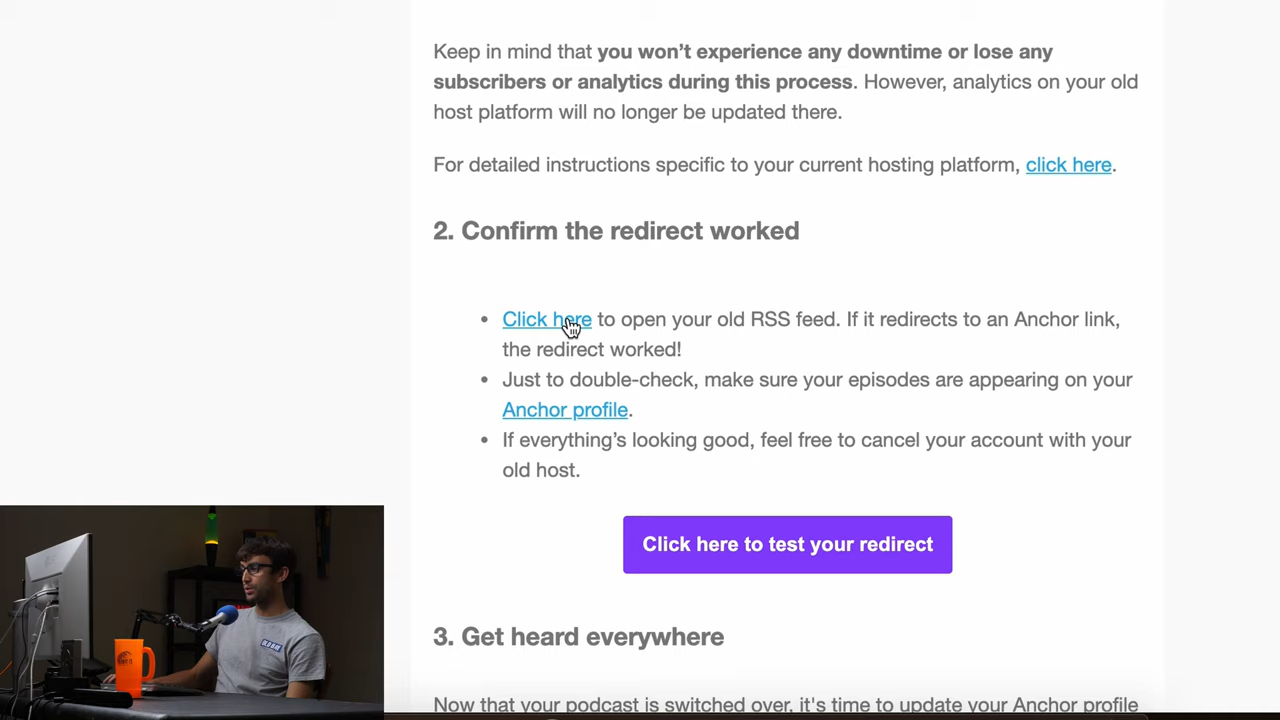 Keep in mind that you won’t experience any downtime or lose any
subscribers or analytics during this process. However, analytics on your old
host platform will no longer be updated there.
For detailed instructions specific to your current hosting platform, click here.
2. Confirm the redirect worked
• Click here to open your old RSS feed. If it redirects to an Anchor link,
the redirect worked!
• Just to double-check, make sure your episodes are appearing on your
Anchor profile.
• If everything’s looking good, feel free to cancel your account with your
old host.
Click here to test your redirect
3. Get heard everywhere
Now that your podcast is switched over, it's time to update your Anchor profile